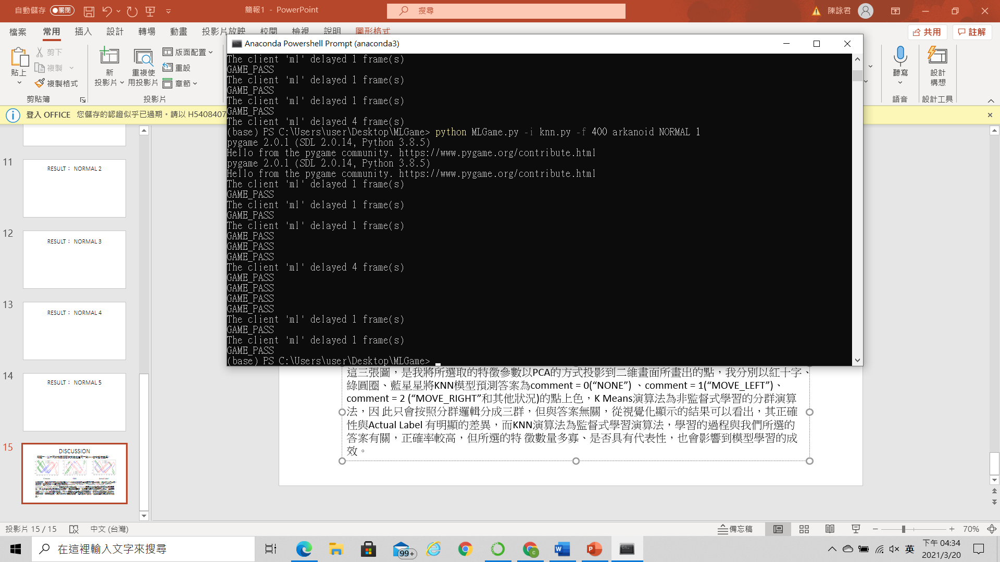 自動儲存 關閉
簡報1 - PowerPoint
搜尋
陳詠君
檔案 常用 插入 設計 轉場 動畫 投影片放映 校閱 檢視 說明 圖形格式
共用 註解
貼上
剪下
複製
複製格式
剪貼簿
新
投影片
重複使
用投影片
版面配置
重設
章節
投影片
聽寫
語音
設計
構想
設計工具
登入 OFFICE 您儲存的認證似乎已過期。請以 H5408407
Anaconda Powershell Prompt (anaconda3)
The client 'ml' delayed 1 frame(s)
GAME_PASS
The client 'ml' delayed 1 frame(s)
GAME_PASS
The client 'ml' delayed 1 frame(s)
GAME_PASS
The client 'ml' delayed 4 frame(s)
(base) PS C:\Users\user\Desktop\MLGame> python MLGame.py -i knn.py -f 400 arkanoid NORMAL 1
pygame 2.0.1 (SDL 2.0.14, Python 3.8.5)
Hello from the pygame community. https://www.pygame.org/contribute.html
pygame 2.0.1 (SDL 2.0.14, Python 3.8.5)
Hello from the pygame community. https://www.pygame.org/contribute.html
The client 'ml' delayed 1 frame(s)
GAME_PASS
The client 'ml' delayed 1 frame(s)
GAME_PASS
The client 'ml' delayed 1 frame(s)
GAME_PASS
GAME_PASS
GAME_PASS
The client 'ml' delayed 4 frame(s)
GAME_PASS
GAME_PASS
GAME_PASS
GAME_PASS
The client 'ml' delayed 1 frame(s)
GAME_PASS
The client 'ml' delayed 1 frame(s)
GAME_PASS
(base) PS C:\Users\user\Desktop\MLGame>
11
RESULT： NORMAL 2
12
RESULT： NORMAL 3
13
RESULT： NORMAL 4
14
RESULT： NORMAL 5
15
DISCUSSION
Actual Label
這三張圖，是我將所選取的特徵參數以PCA的方式投影到二維畫面所畫出的點，我分別以紅十字、
綠圓圈、藍星星將KNN模型預測答案為comment = 0(“NONE”) 、comment = 1(“MOVE_LEFT”)、
comment = 2 (“MOVE_RIGHT”和其他狀況)的點上色，K Means演算法為非監督式學習的分群演算
法，因 此只會按照分群邏輯分成三群，但與答案無關，從視覺化顯示的結果可以看出，其正確
性與Actual Label 有明顯的差異，而KNN演算法為監督式學習演算法，學習的過程與我們所選的
答案有關，正確率較高，但所選的特 徵數量多寡、是否具有代表性，也會影響到模型學習的成
效。
投影片 15 / 15 中文 (台灣)
備忘稿
70%
在這裡輸入文字來搜尋
99+
英
下午 04:34
2021/3/20